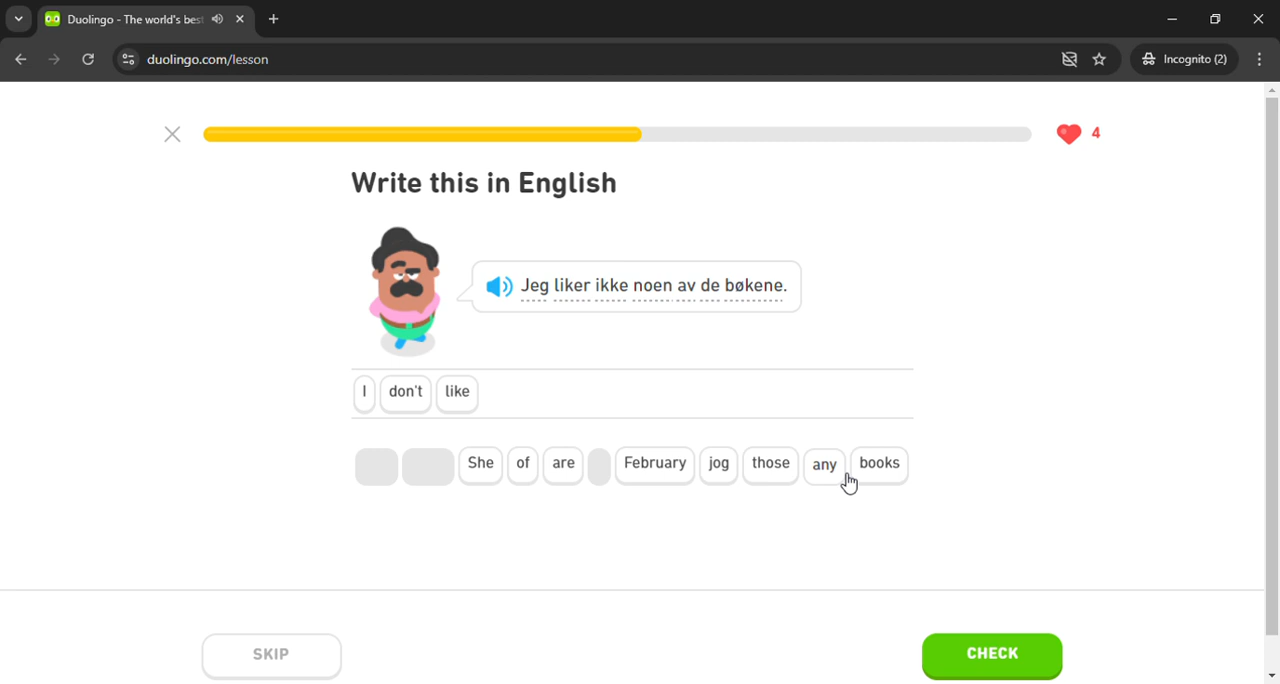 Duolingo - The world's bes
duolingo.com/lesson
Incognito (2)
4
Write this in English
Jeg liker ikke noen av de bøkene.
I don't like
She of are February jog those any books
SKIP
CHECK